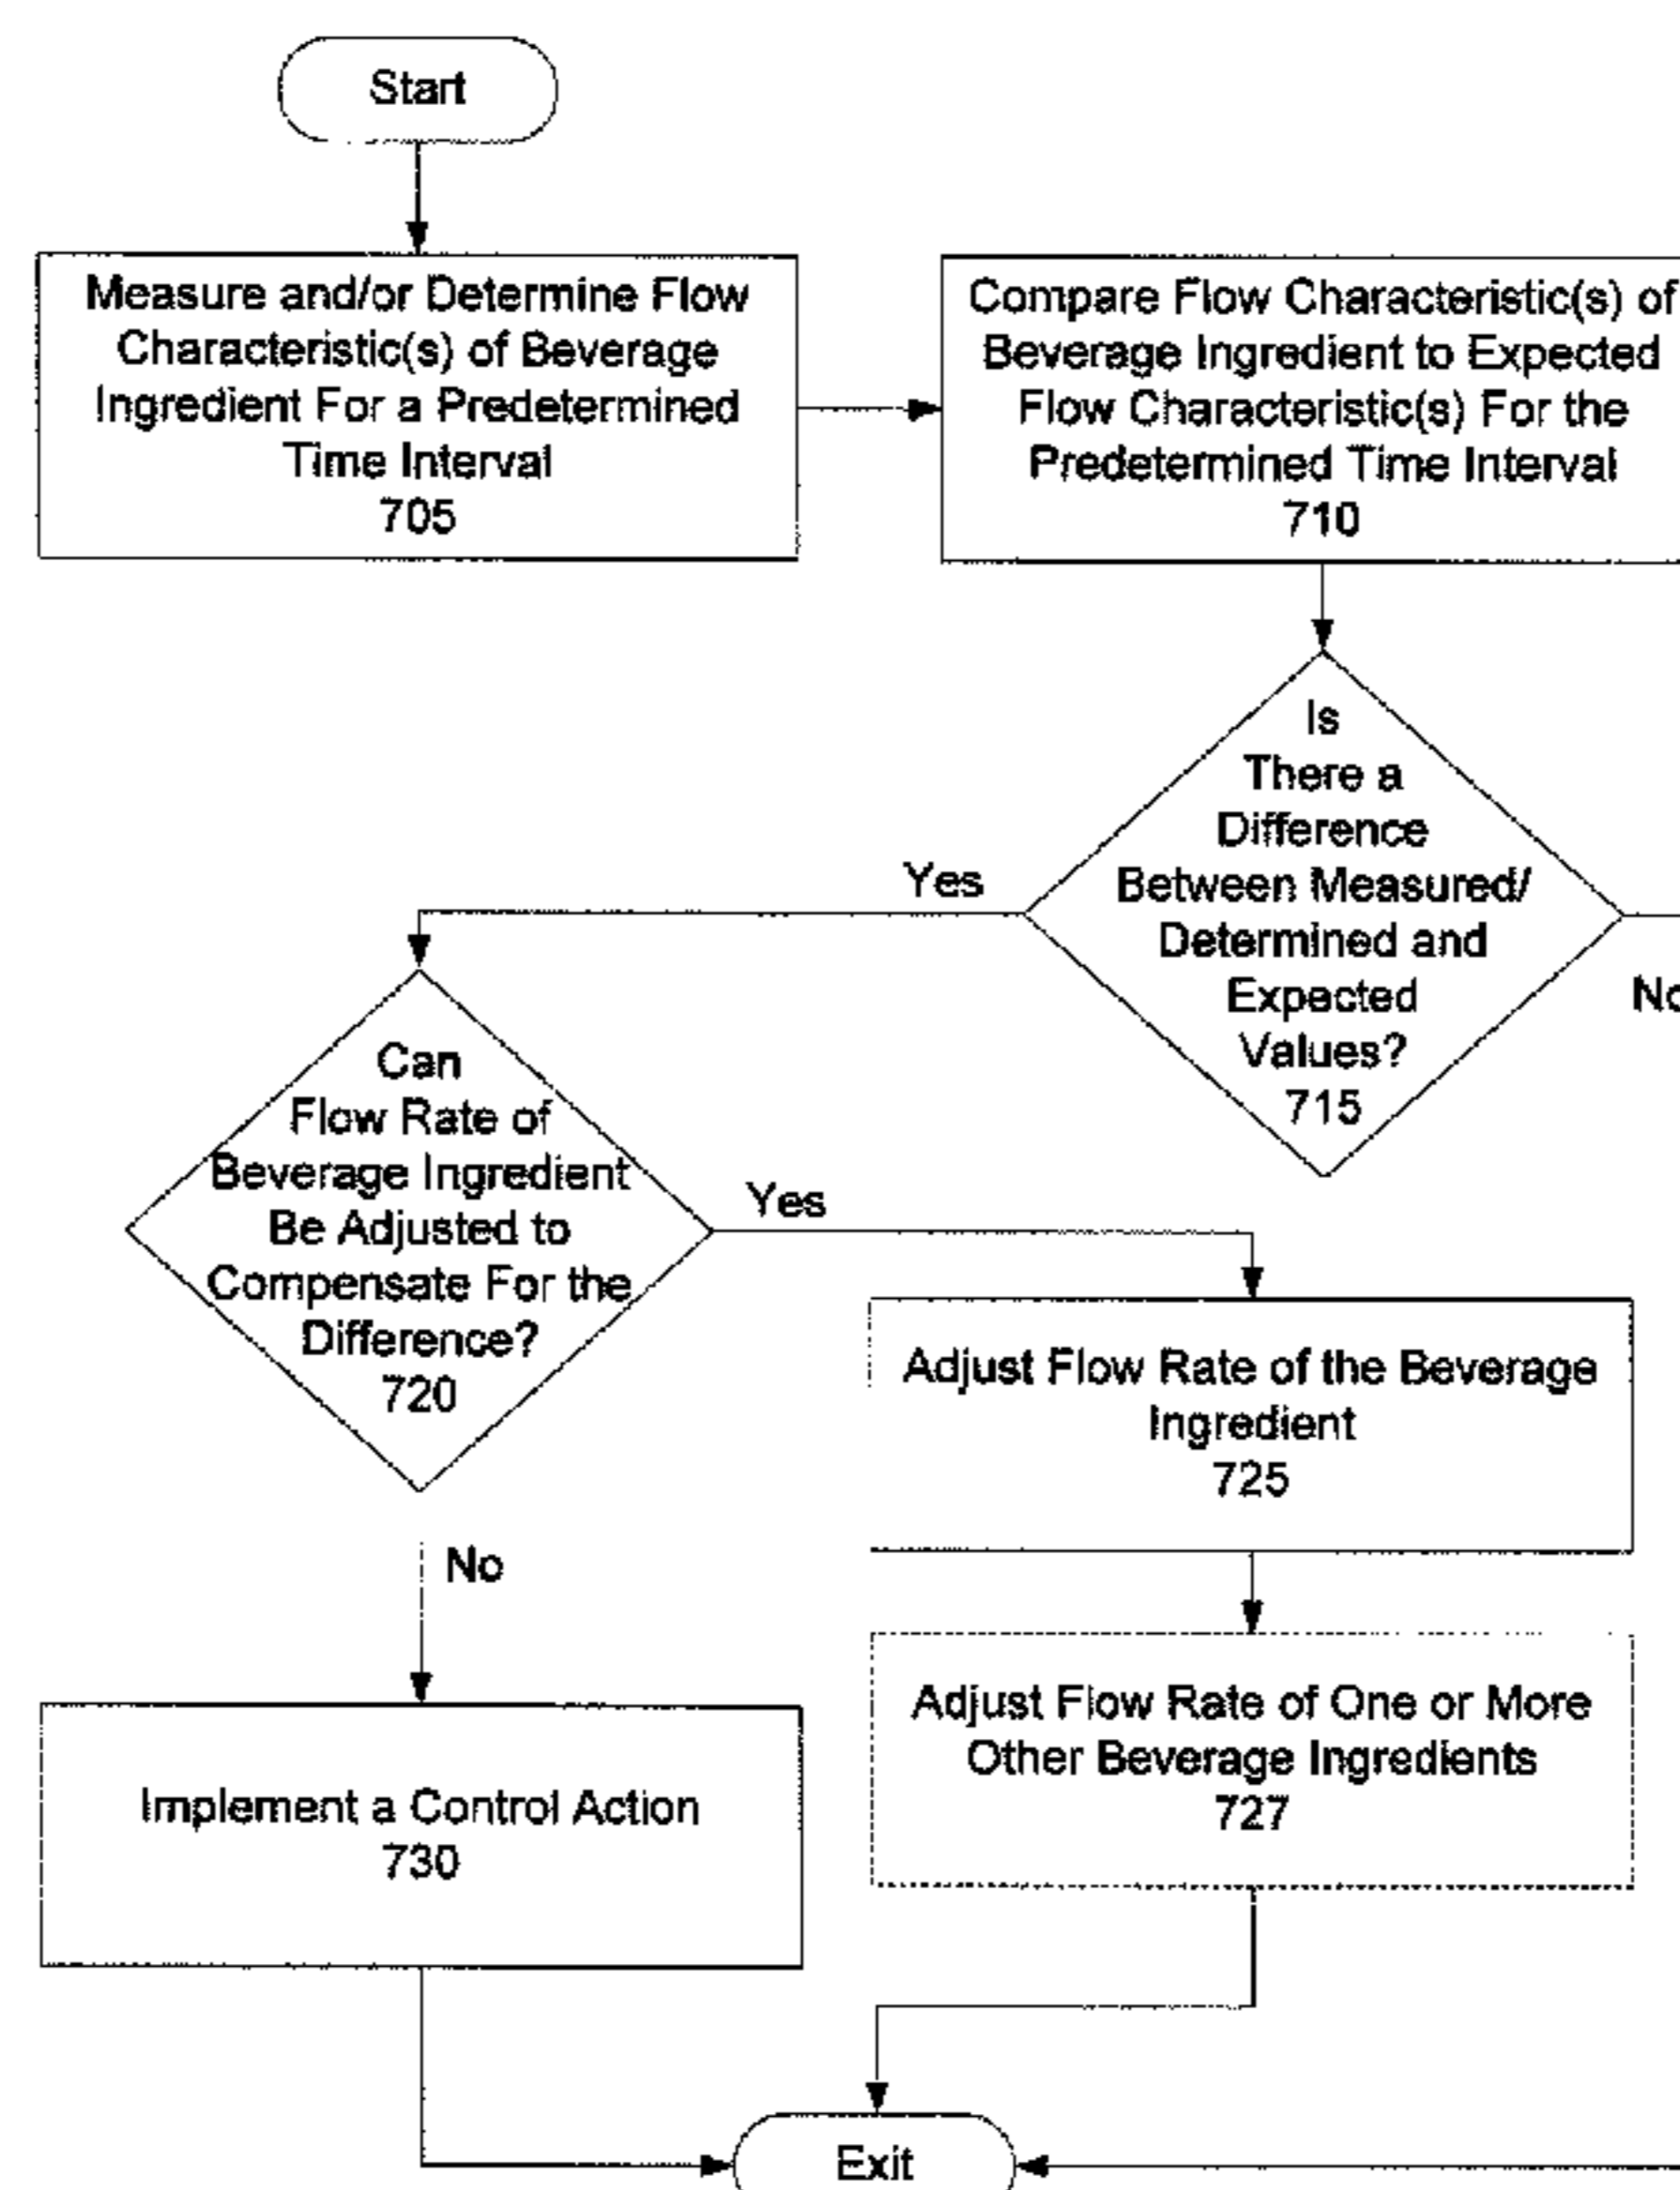 Start
Measure and/or Determine Flow
Characteristic(s) of Beverage
Ingredient For a Predetermined
Time Interval
705
Compare Flow Characteristic(s) of
Beverage Ingredient to Expected
Flow Characteristic(s) For the
Predetermined Time Interval
710
Is
There a
Difference
Between Measured/
Determined and
Expected
Values?
715
Yes
No
Can
Flow Rate of
Beverage Ingredient
Be Adjusted to
Compensate For the
Difference?
720
Yes
Adjust Flow Rate of the Beverage
Ingredient
725
No
Adjust Flow Rate of One or More
Other Beverage Ingredients
727
Implement a Control Action
730
Exit